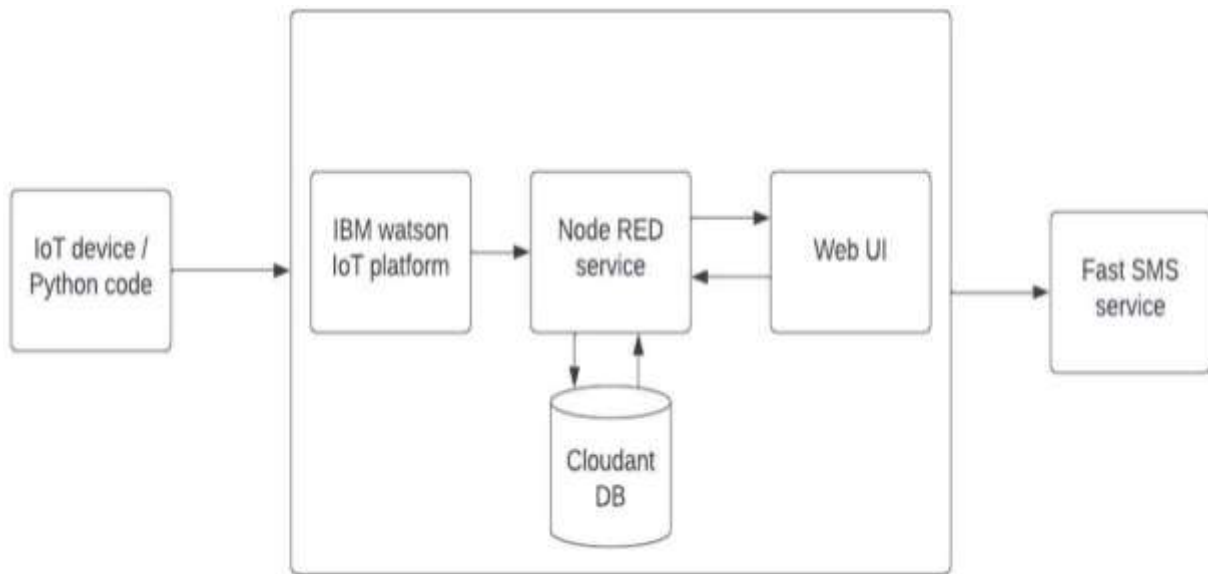 IoT device /
Python code
IBM watson
IoT platform
Node RED
service
Web UI
Fast SMS
service
Cloudant
DB